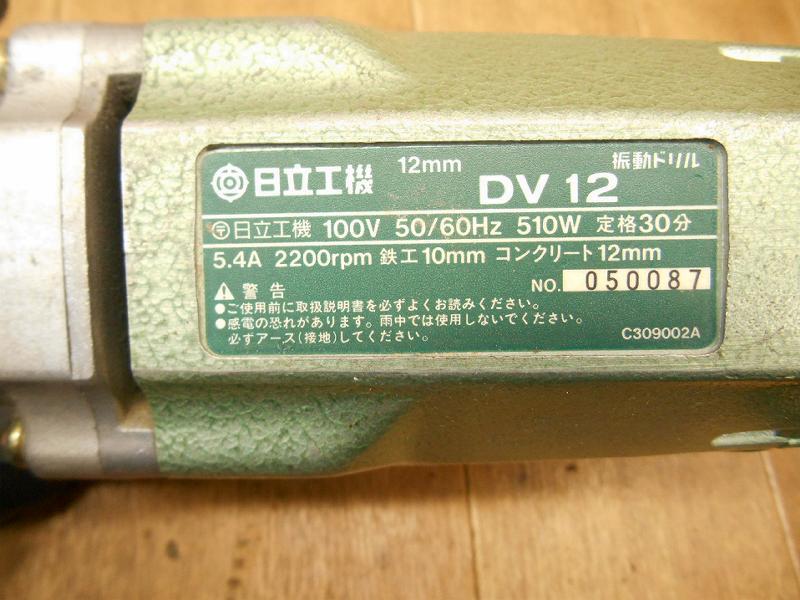 日立工機 12mm 振動ドリル
DV 12
〒日立工機 100V 50/60Hz 510W 定格30分
5.4A 2200rpm 鉄工10mm コンクリート12mm
NO. 050087
警告
●ご使用前に取扱説明書を必ずよくお読みください。
●感電の恐れがあります。雨中では使用しないでください。
必ずアース(接地)してください。
C309002A